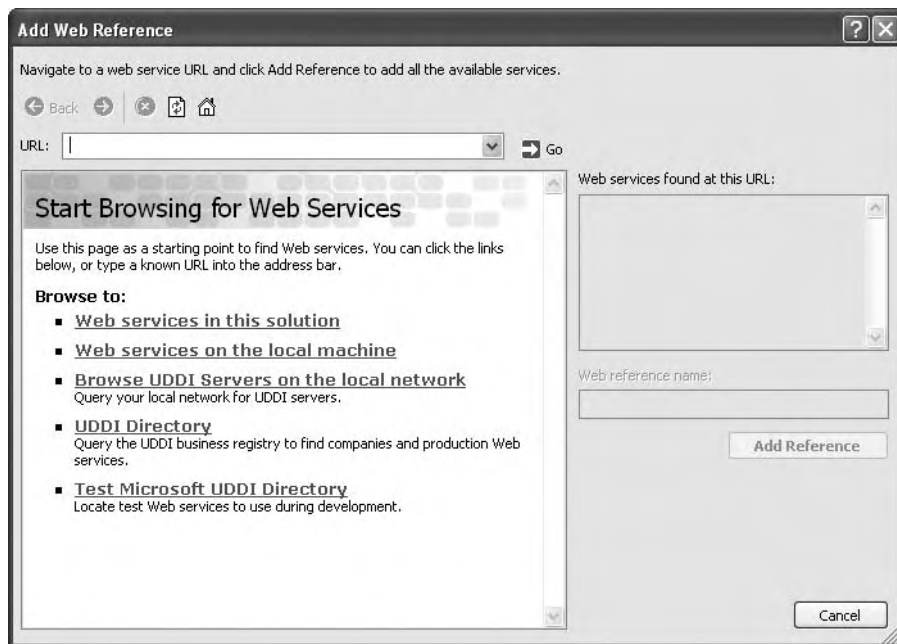 Add Web Reference
Navigate to a web service URL and click Add Reference to add all the available services.
Back
URL:
Go
Start Browsing for Web Services
Use this page as a starting point to find Web services. You can click the links
below, or type a known URL into the address bar.
Browse to:
Web services in this solution
Web services on the local machine
Browse UDDI Servers on the local network
Query your local network for UDDI servers.
UDDI Directory
Query the UDDI business registry to find companies and production Web
services.
Test Microsoft UDDI Directory
Locate test Web services to use during development.
Web services found at this URL:
Web reference name:
Add Reference
Cancel